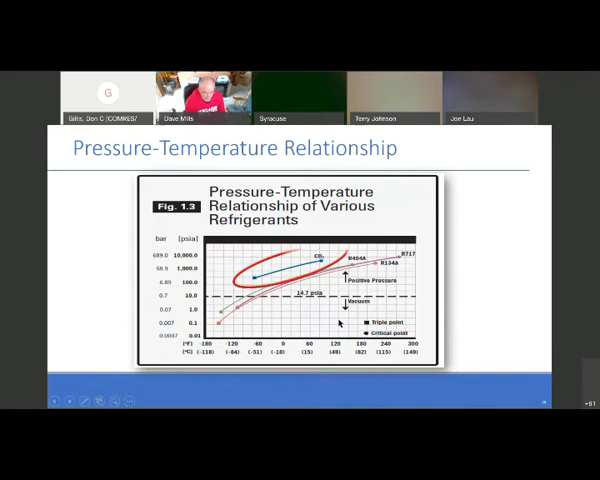 G
Gillis, Don C [COMRES/
Dave Mills
Syracuse
Terry Johnson
Jon Lau
Pressure-Temperature Relationship
Fig. 1.3
Pressure-Temperature
Relationship of Various
Refrigerants
bar [psia]
689.0 10,000.0
68.9 1,000.0
6.89 100.0
0.7 10.0
0.07 1.0
0.007 0.1
0.0007 0.01
CO2
R404A
R717
R134a
Positive Pressure
14.7 psia
Vacuum
Triple point
Critical point
[°F] -180 -120 -60 0 60 120 180 240 300
[°C] (-118) (-84) (-51) (-18) (15) (49) (82) (115) (149)
+91